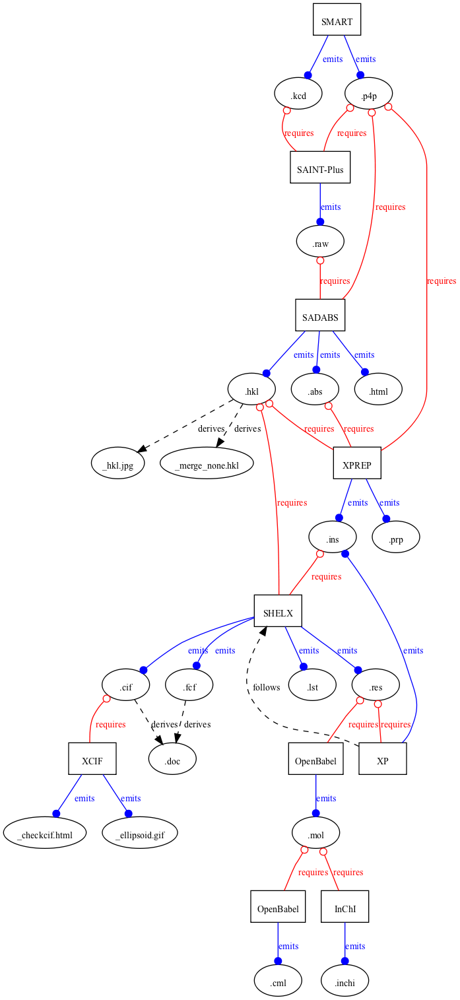 SMART
emits
emits
.kcd
.p4p
requires
requires
SAINT-Plus
emits
requires
.raw
requires
requires
SADABS
emits
emits
emits
.hkl
.abs
.html
derives
derives
requires
requires
_hkl.jpg
_merge_none.hkl
XPREP
requires
emits
emits
.ins
.prp
requires
SHELX
emits
emits
emits
emits
emits
.cif
.fcf
follows
.lst
.res
requires
derives
derives
requires
requires
XCIF
.doc
OpenBabel
XP
emits
emits
emits
_checkcif.html
_ellipsoid.gif
.mol
requires
requires
OpenBabel
InChI
emits
emits
.cml
.inchi